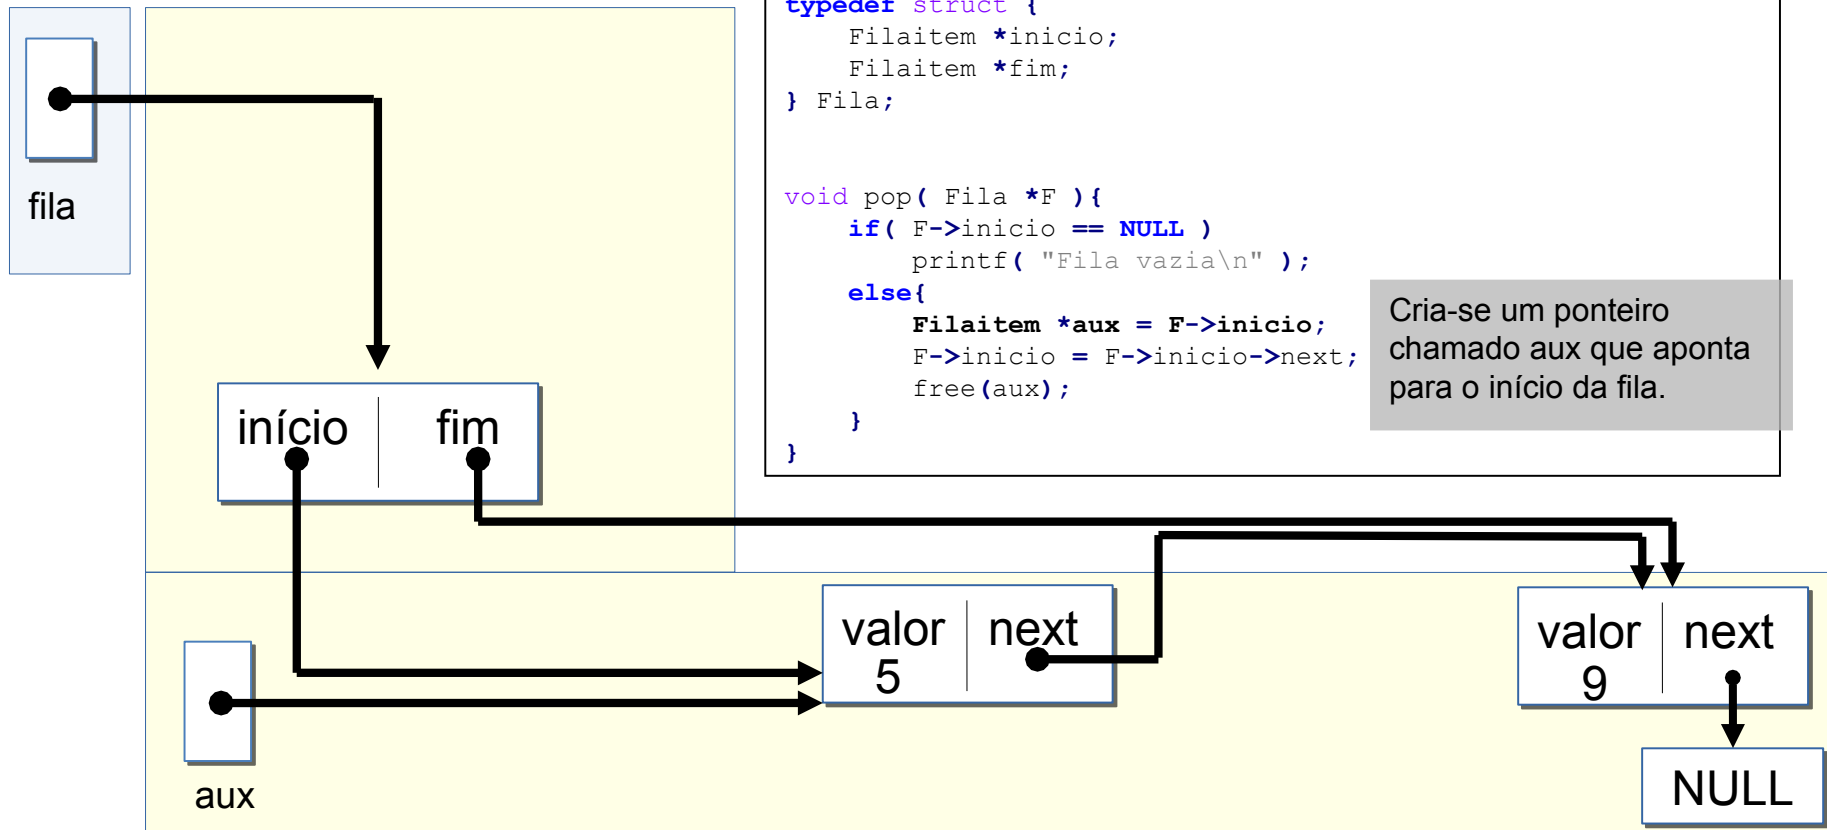 typedef struct {
Filaitem *inicio;
Filaitem *fim;
} Fila;
void pop( Fila *F ){
if( F->inicio == NULL )
printf( "Fila vazia\n" );
else{
Filaitem *aux = F->inicio;
F->inicio = F->inicio->next;
free(aux);
}
}
Cria-se um ponteiro
chamado aux que aponta
para o início da fila.
fila
início fim
valor next
5
valor next
9
aux
NULL